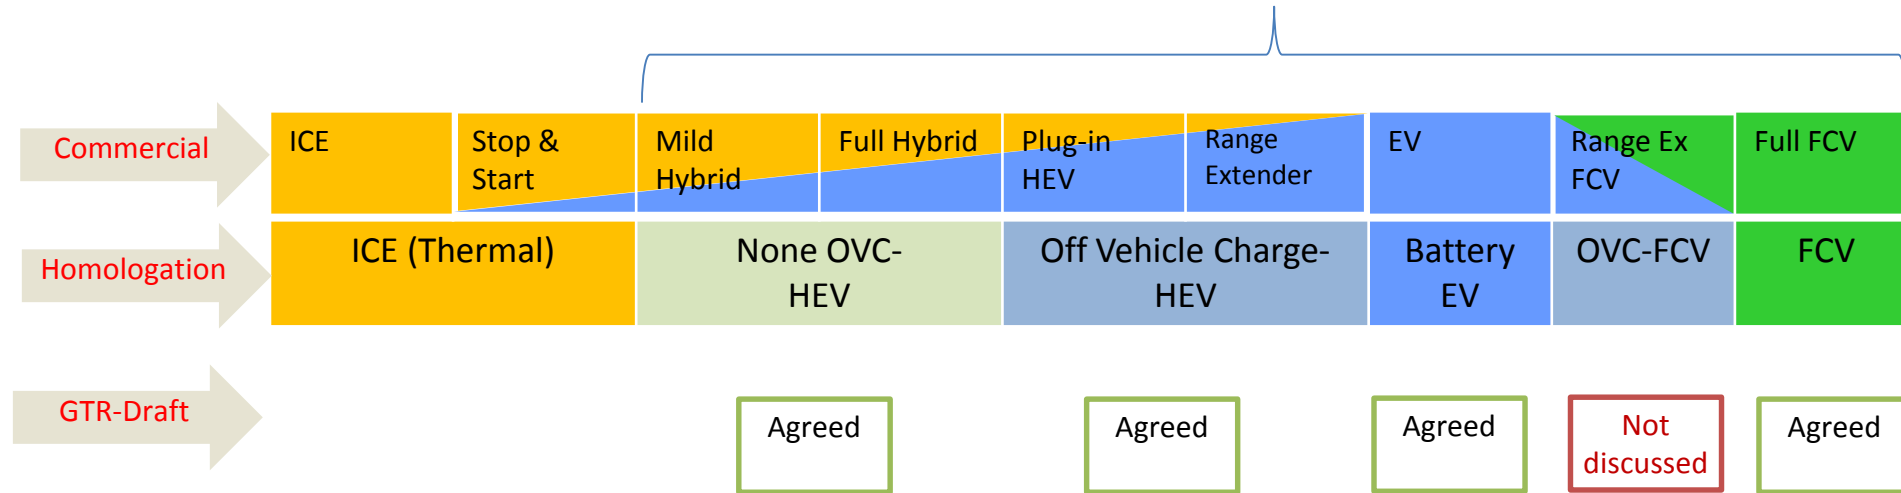 Commercial
ICE
Stop &
Start
Mild
Hybrid
Full Hybrid
Plug-in
HEV
Range
Extender
EV
Range Ex
FCV
Full FCV
Homologation
ICE (Thermal)
None OVC-
HEV
Off Vehicle Charge-
HEV
Battery
EV
OVC-FCV
FCV
GTR-Draft
Agreed
Agreed
Agreed
Not
discussed
Agreed